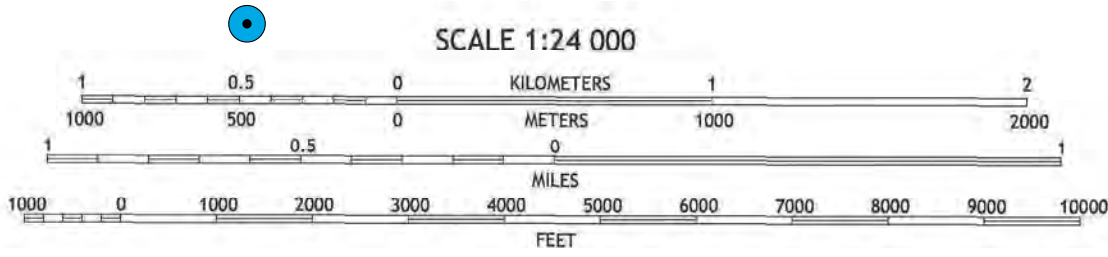 SCALE 1:24 000
1 0.5 0 KILOMETERS 1 2
1000 500 0 METERS 1000 2000
1 0.5 0 1
MILES
1000 0 1000 2000 3000 4000 5000 6000 7000 8000 9000 10000
FEET